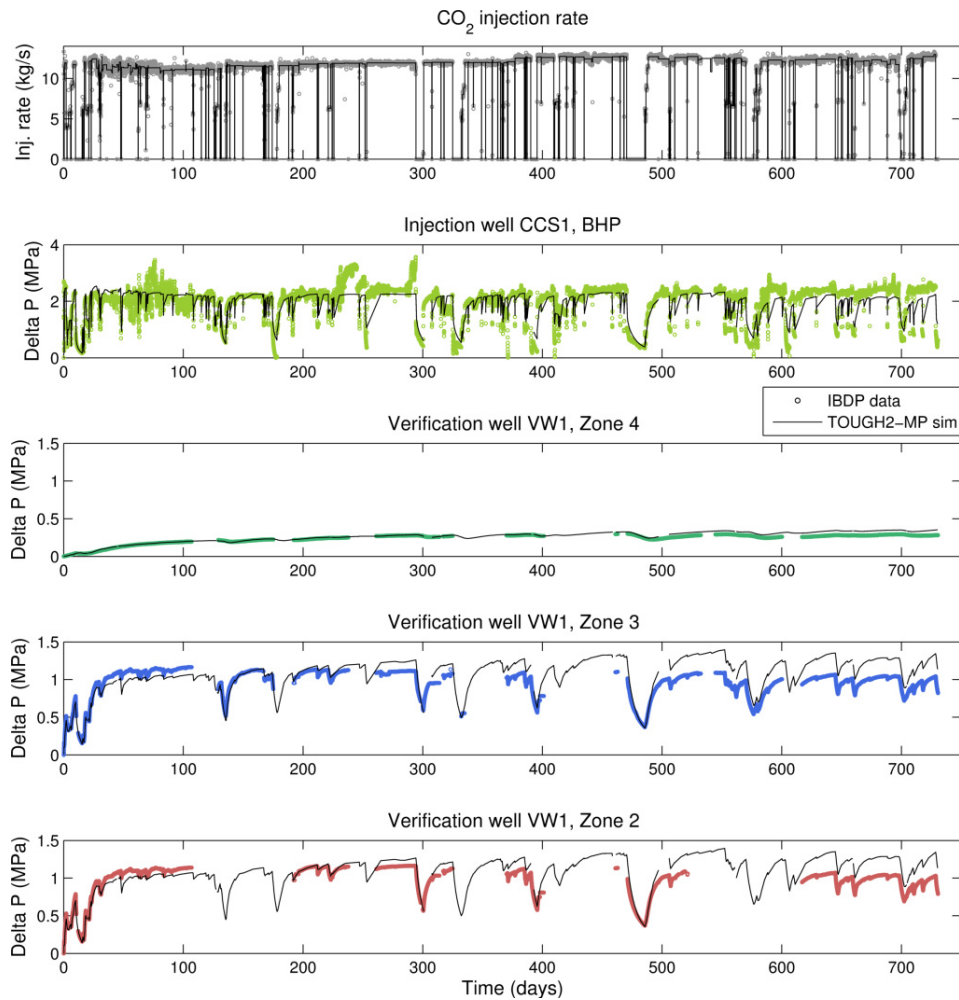 CO2 injection rate
Inj. rate (kg/s)
10
5
0
0 100 200 300 400 500 600 700
Injection well CCS1, BHP
Delta P (MPa)
4
2
0
0 100 200 300 400 500 600 700
IBDP data
TOUGH2-MP sim
Verification well VW1, Zone 4
Delta P (MPa)
1.5
1
0.5
0
0 100 200 300 400 500 600 700
Verification well VW1, Zone 3
Delta P (MPa)
1.5
1
0.5
0
0 100 200 300 400 500 600 700
Verification well VW1, Zone 2
Delta P (MPa)
1.5
1
0.5
0
0 100 200 300 400 500 600 700
Time (days)